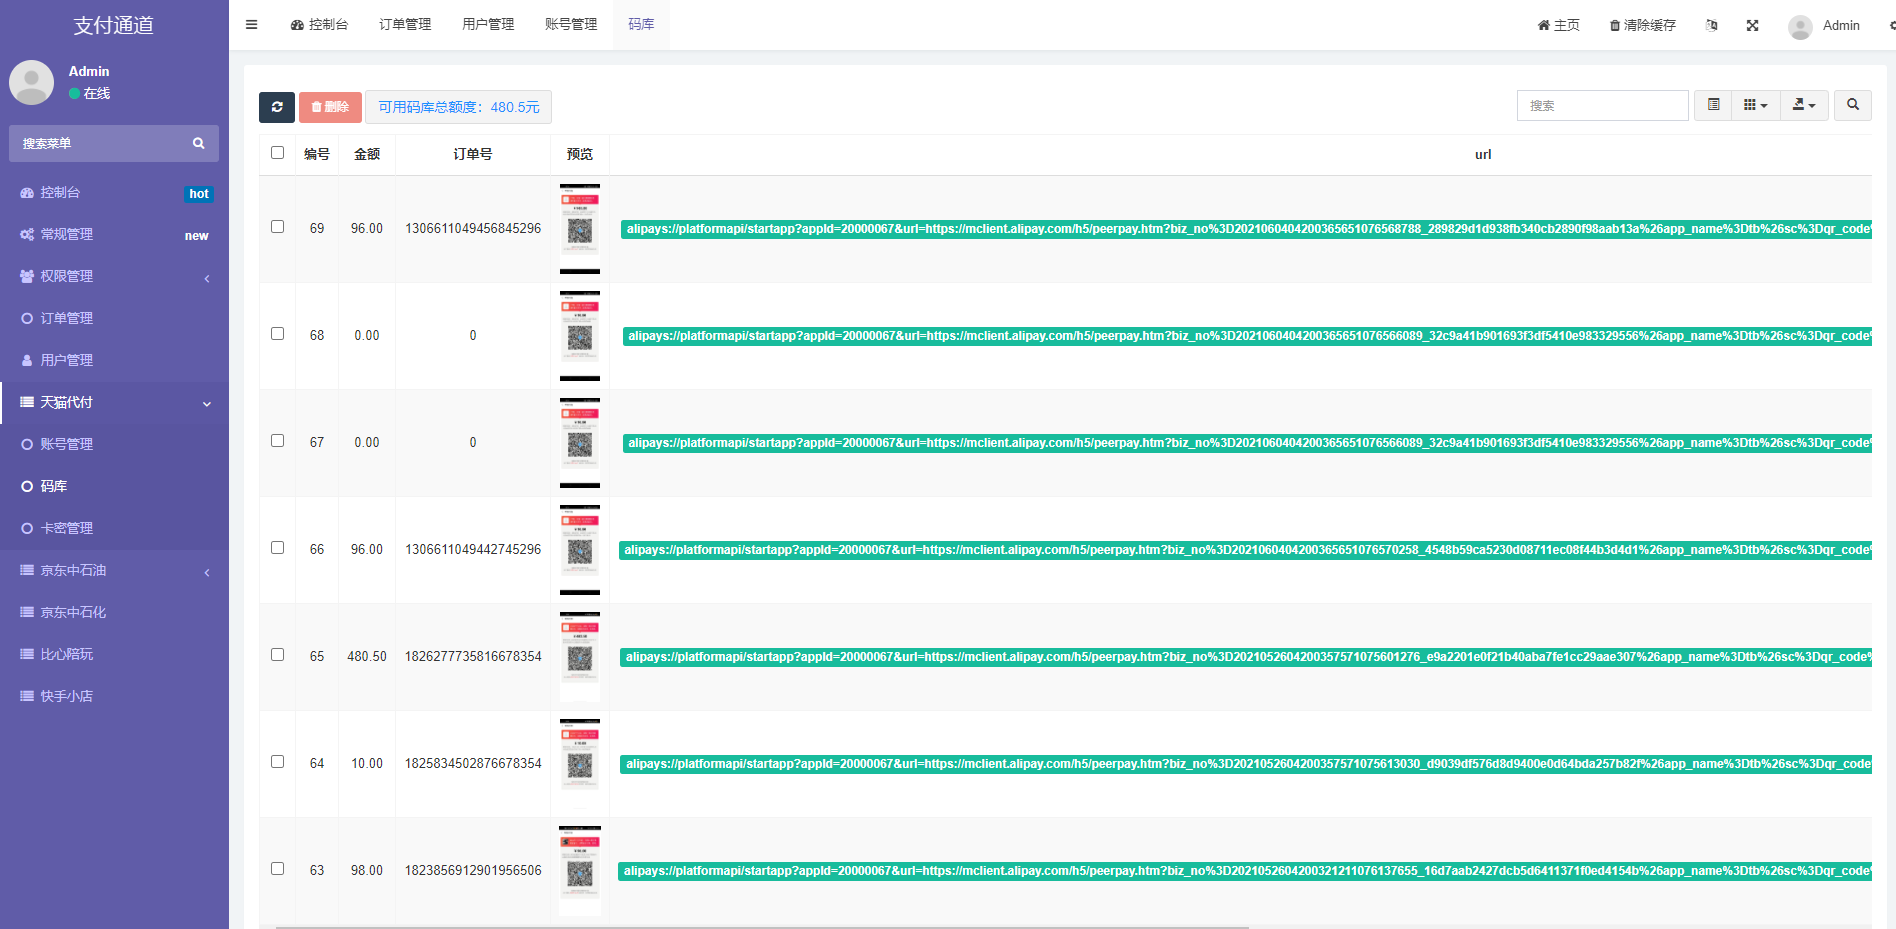 支付通道
控制台 订单管理 用户管理 账号管理 码库
主页 清除缓存 Admin
Admin
在线
搜索菜单
控制台 hot
常规管理 new
权限管理
订单管理
用户管理
天猫代付
账号管理
码库
卡密管理
京东中石油
京东中石化
比心陪玩
快手小店
删除 可用码库总额度：480.5元 搜索
编号 金额 订单号 预览 url
69 96.00 1306611049456845296 alipays://platformapi/startapp?appId=20000067&url=https://mclient.alipay.com/h5/peerpay.htm?biz_no%3D2021060404200365651076568788_289829d1d938fb340cb2890f98aab13a%26app_name%3Dtb%26sc%3Dqr_code%
68 0.00 0 alipays://platformapi/startapp?appId=20000067&url=https://mclient.alipay.com/h5/peerpay.htm?biz_no%3D2021060404200365651076566089_32c9a41b901693f3df5410e983329556%26app_name%3Dtb%26sc%3Dqr_code%
67 0.00 0 alipays://platformapi/startapp?appId=20000067&url=https://mclient.alipay.com/h5/peerpay.htm?biz_no%3D2021060404200365651076566089_32c9a41b901693f3df5410e983329556%26app_name%3Dtb%26sc%3Dqr_code%
66 96.00 1306611049442745296 alipays://platformapi/startapp?appId=20000067&url=https://mclient.alipay.com/h5/peerpay.htm?biz_no%3D2021060404200365651076570258_4548b59ca5230d08711ec08f44b3d4d1%26app_name%3Dtb%26sc%3Dqr_code%
65 480.50 1826277735816678354 alipays://platformapi/startapp?appId=20000067&url=https://mclient.alipay.com/h5/peerpay.htm?biz_no%3D2021052604200357571075601276_e9a2201e0f21b40aba7fe1cc29aae307%26app_name%3Dtb%26sc%3Dqr_code%
64 10.00 1825834502876678354 alipays://platformapi/startapp?appId=20000067&url=https://mclient.alipay.com/h5/peerpay.htm?biz_no%3D2021052604200357571075613030_d9039df576d8d9400e0d64bda257b82f%26app_name%3Dtb%26sc%3Dqr_code%
63 98.00 1823856912901956506 alipays://platformapi/startapp?appId=20000067&url=https://mclient.alipay.com/h5/peerpay.htm?biz_no%3D2021052604200321211076137655_16d7aab2427dcb5d6411371f0ed4154b%26app_name%3Dtb%26sc%3Dqr_code%